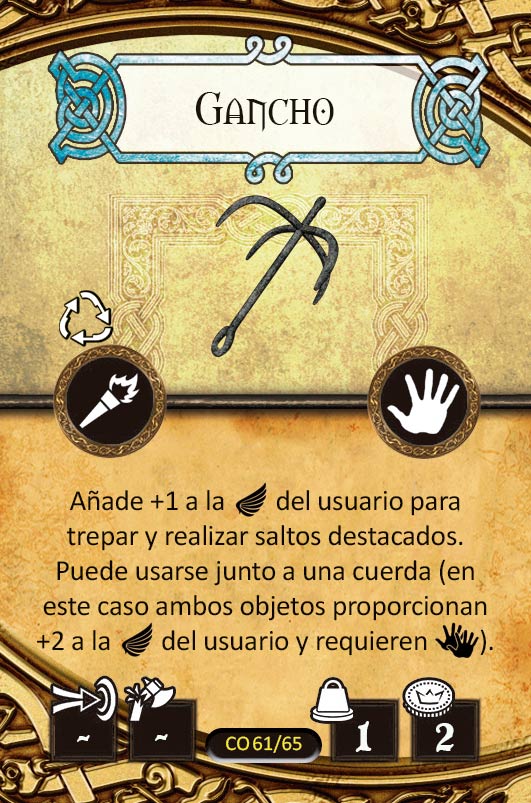 Gancho
Añade +1 a la del usuario para
trepar y realizar saltos destacados.
Puede usarse junto a una cuerda (en
este caso ambos objetos proporcionan
+2 a la del usuario y requieren ).
~ ~ CO 61/65 1 2